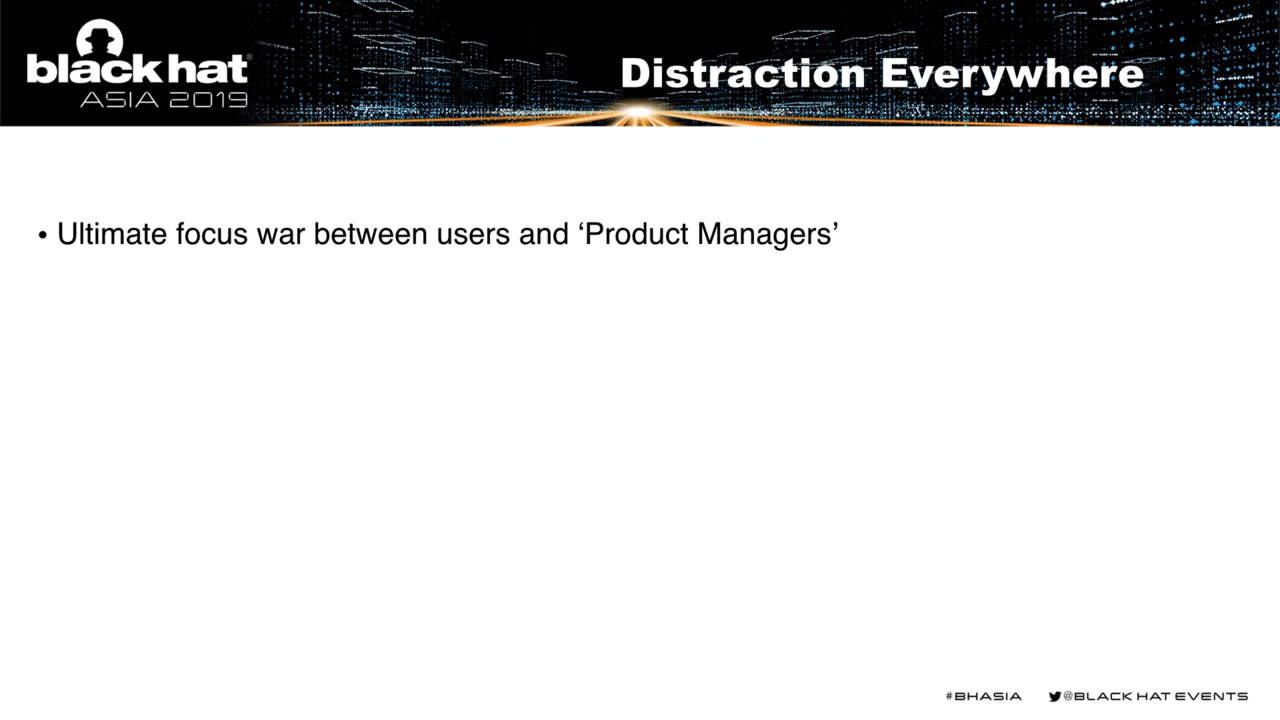 black hat®
ASIA 2019
Distraction Everywhere
• Ultimate focus war between users and ‘Product Managers’
#BHASIA @BLACK HAT EVENTS